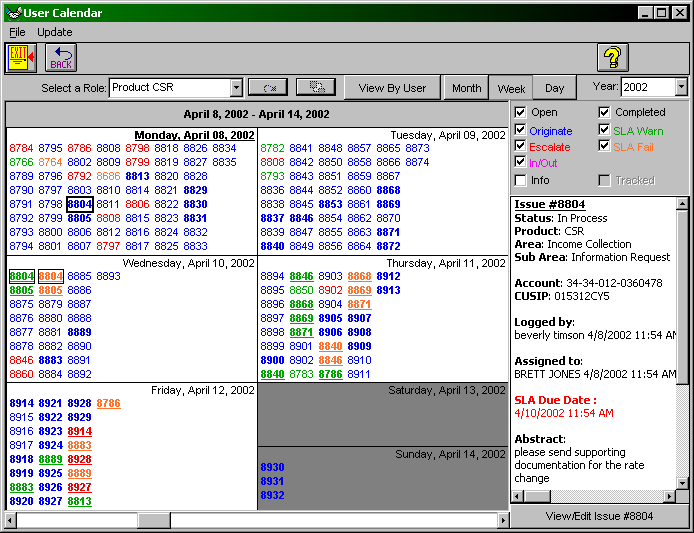 User Calendar
File Update
EXIT BACK ?
Select a Role: Product CSR View By User Month Week Day Year: 2002
April 8, 2002 - April 14, 2002
Monday, April 08, 2002
8784 8795 8786 8808 8798 8818 8826 8834
8766 8764 8802 8809 8799 8819 8827 8835
8789 8796 8792 8686 8813 8820 8828
8790 8797 8803 8810 8814 8821 8829
8791 8798 8804 8811 8806 8822 8830
8792 8799 8805 8808 8815 8823 8831
8793 8800 8806 8812 8816 8824 8832
8794 8801 8807 8797 8817 8825 8833
Tuesday, April 09, 2002
8782 8841 8848 8857 8865 8873
8808 8842 8850 8858 8866 8874
8793 8843 8851 8859 8867
8836 8844 8852 8860 8868
8838 8845 8853 8861 8869
8837 8846 8854 8862 8870
8839 8847 8855 8863 8871
8840 8849 8856 8864 8872
Wednesday, April 10, 2002
8804 8804 8885 8893
8805 8805 8886
8875 8879 8887
8876 8880 8888
8877 8881 8889
8878 8882 8890
8846 8883 8891
8860 8884 8892
Thursday, April 11, 2002
8894 8846 8903 8868 8912
8895 8850 8902 8869 8913
8896 8868 8904 8871
8897 8869 8905 8907
8898 8871 8906 8908
8899 8901 8840 8909
8900 8902 8846 8910
8840 8783 8786 8911
Friday, April 12, 2002
8914 8921 8928 8786
8915 8922 8929
8916 8923 8914
8917 8924 8883
8918 8889 8928
8919 8925 8889
8883 8926 8927
8920 8927 8813
Saturday, April 13, 2002
Sunday, April 14, 2002
8930
8931
8932
Open Completed
Originate SLA Warn
Escalate SLA Fail
In/Out
Info Tracked
Issue #8804
Status: In Process
Product: CSR
Area: Income Collection
Sub Area: Information Request
Account: 34-34-012-0360478
CUSIP: 015312CY5
Logged by:
beverly timson 4/8/2002 11:54 AM
Assigned to:
BRETT JONES 4/8/2002 11:54 AM
SLA Due Date :
4/10/2002 11:54 AM
Abstract:
please send supporting
documentation for the rate
change
View/Edit Issue #8804